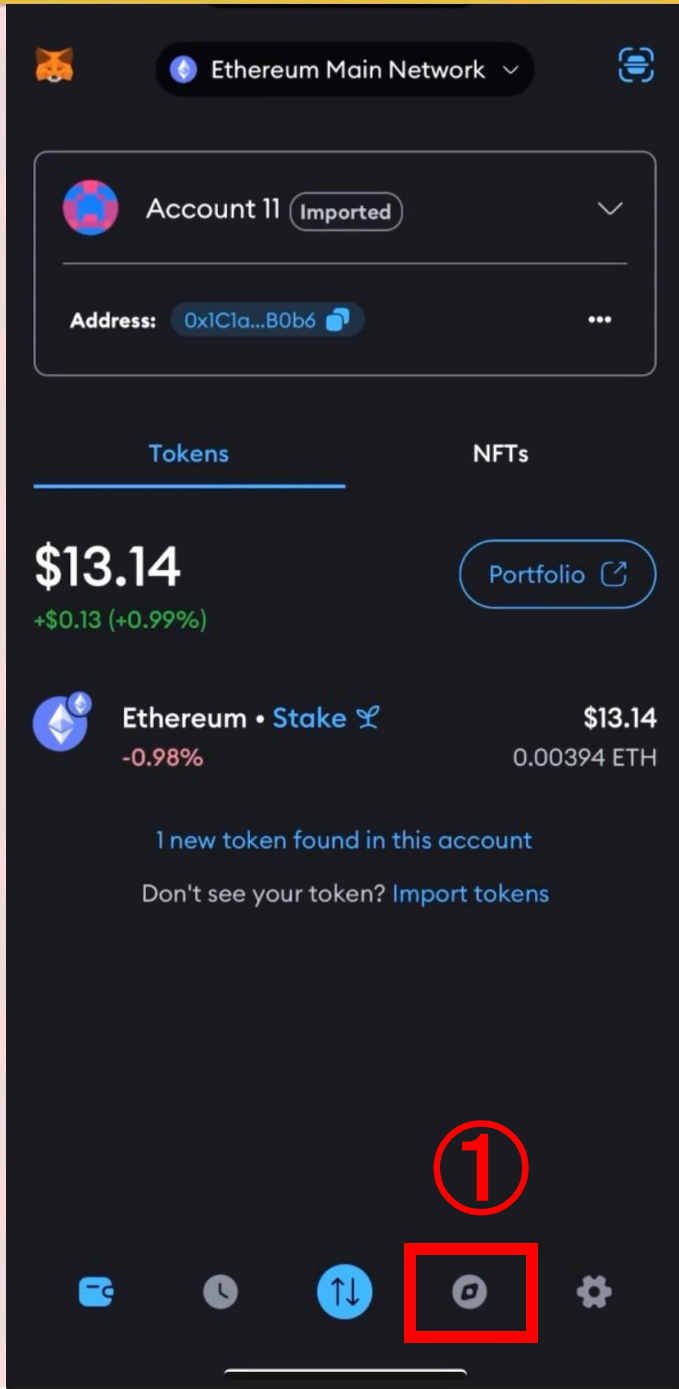 Ethereum Main Network
Account 11 Imported
Address: 0x1C1a...B0b6
Tokens NFTs
$13.14
Portfolio
+$0.13 (+0.99%)
Ethereum • Stake $13.14
-0.98% 0.00394 ETH
1 new token found in this account
Don't see your token? Import tokens
①